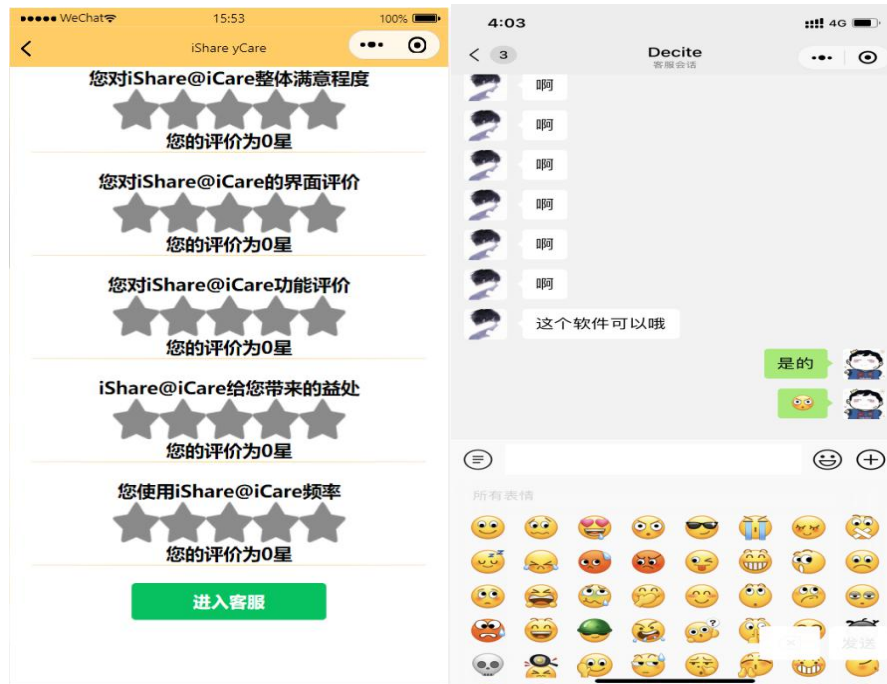 WeChat 15:53 100%
iShare yCare
您对iShare@iCare整体满意程度
您的评价为0星
您对iShare@iCare的界面评价
您的评价为0星
您对iShare@iCare功能评价
您的评价为0星
iShare@iCare给您带来的益处
您的评价为0星
您使用iShare@iCare频率
您的评价为0星
进入客服
4:03 4G
3 Decite
客服会话
啊
啊
啊
啊
啊
啊
这个软件可以哦
是的
所有表情
发送